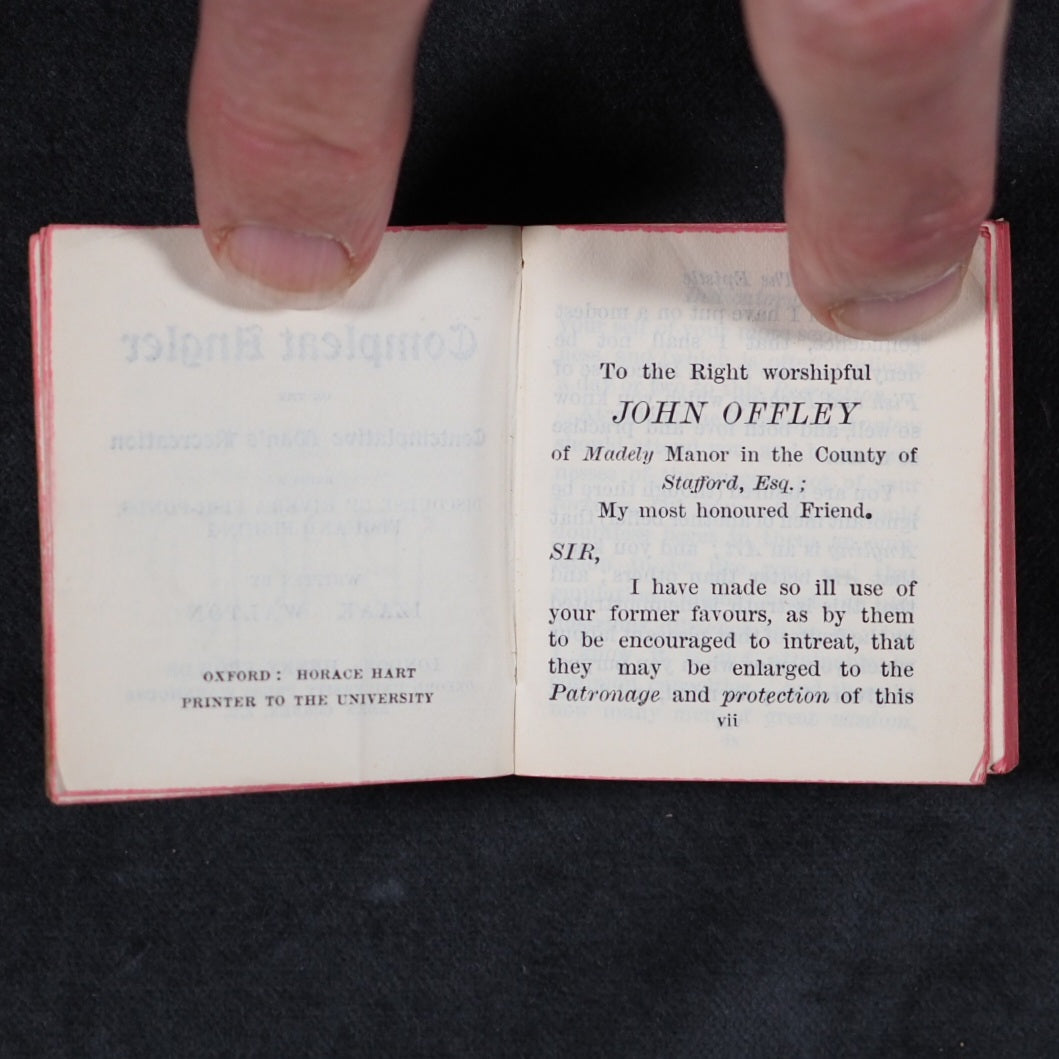 OXFORD: HORACE HART
PRINTER TO THE UNIVERSITY
To the Right worshipful
JOHN OFFLEY
of Madely Manor in the County of
Stafford, Esq. ;
My most honoured Friend.
SIR,
I have made so ill use of
your former favours, as by them
to be encouraged to intreat, that
they may be enlarged to the
Patronage and protection of this
vii